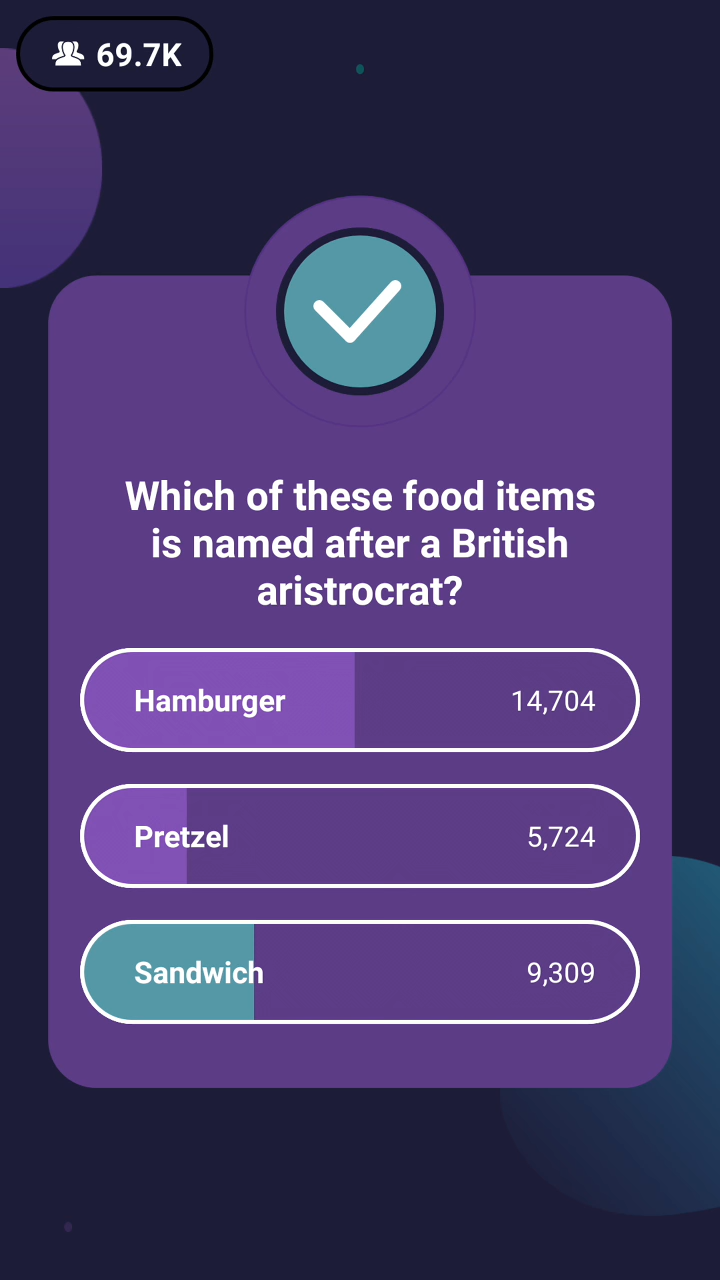 69.7K
Which of these food items
is named after a British
aristrocrat?
Hamburger 14,704
Pretzel 5,724
Sandwich 9,309